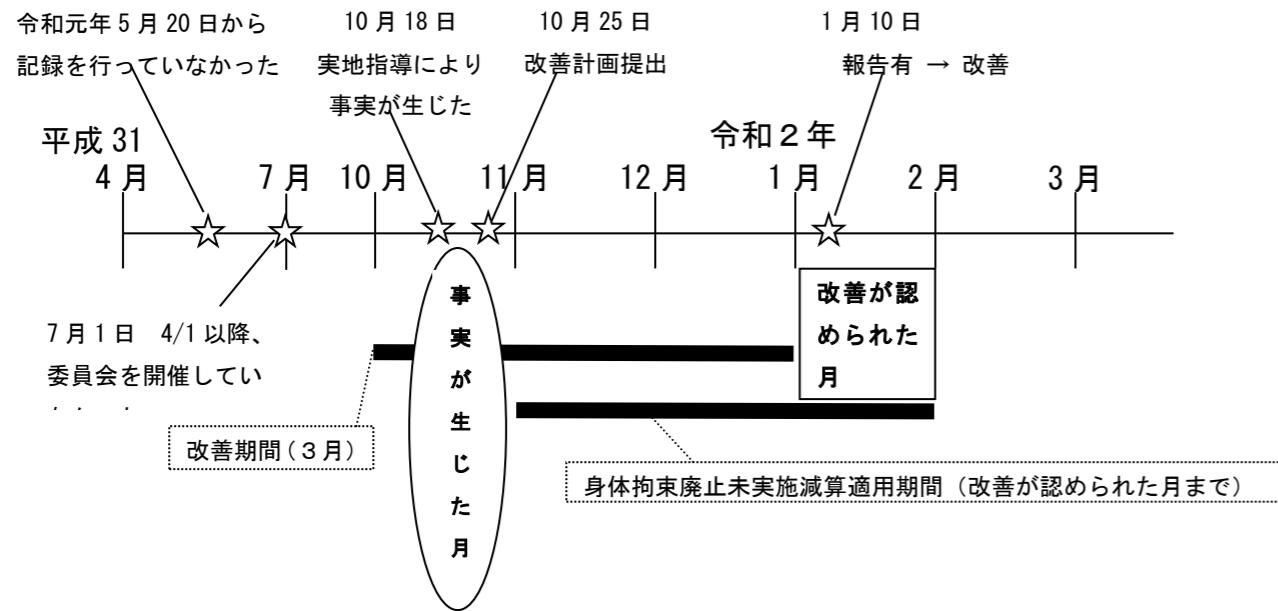 令和元年5月20日から
記録を行っていなかった
10月18日
実地指導により
事実が生じた
10月25日
改善計画提出
1月10日
報告有 → 改善
平成31
令和2年
4月
7月
10月
11月
12月
1月
2月
3月
7月1日 4/1以降、
委員会を開催してい
事実が生じた月
改善が認
められた
月
改善期間(3月)
身体拘束廃止未実施減算適用期間(改善が認められた月まで)